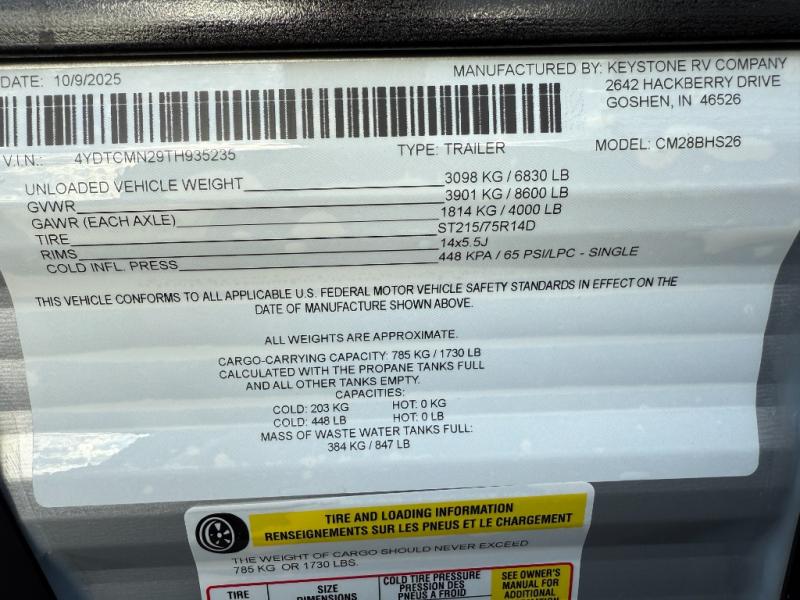 DATE: 10/9/2025
MANUFACTURED BY: KEYSTONE RV COMPANY
2642 HACKBERRY DRIVE
GOSHEN, IN 46526
V.I.N.: 4YDTCMN29TH935235 TYPE: TRAILER MODEL: CM28BHS26
UNLOADED VEHICLE WEIGHT 3098 KG / 6830 LB
GVWR 3901 KG / 8600 LB
GAWR (EACH AXLE) 1814 KG / 4000 LB
TIRE ST215/75R14D
RIMS 14x5.5J
COLD INFL. PRESS 448 KPA / 65 PSI/LPC - SINGLE
THIS VEHICLE CONFORMS TO ALL APPLICABLE U.S. FEDERAL MOTOR VEHICLE SAFETY STANDARDS IN EFFECT ON THE
DATE OF MANUFACTURE SHOWN ABOVE.
ALL WEIGHTS ARE APPROXIMATE.
CARGO-CARRYING CAPACITY: 785 KG / 1730 LB
CALCULATED WITH THE PROPANE TANKS FULL
AND ALL OTHER TANKS EMPTY.
CAPACITIES:
COLD: 203 KG HOT: 0 KG
COLD: 448 LB HOT: 0 LB
MASS OF WASTE WATER TANKS FULL:
384 KG / 847 LB
TIRE AND LOADING INFORMATION
RENSEIGNEMENTS SUR LES PNEUS ET LE CHARGEMENT
THE WEIGHT OF CARGO SHOULD NEVER EXCEED
785 KG OR 1730 LBS.
TIRE SIZE COLD TIRE PRESSURE SEE OWNER'S
DIMENSIONS PRESSION DES MANUAL FOR
PNEUS A FROID ADDITIONAL